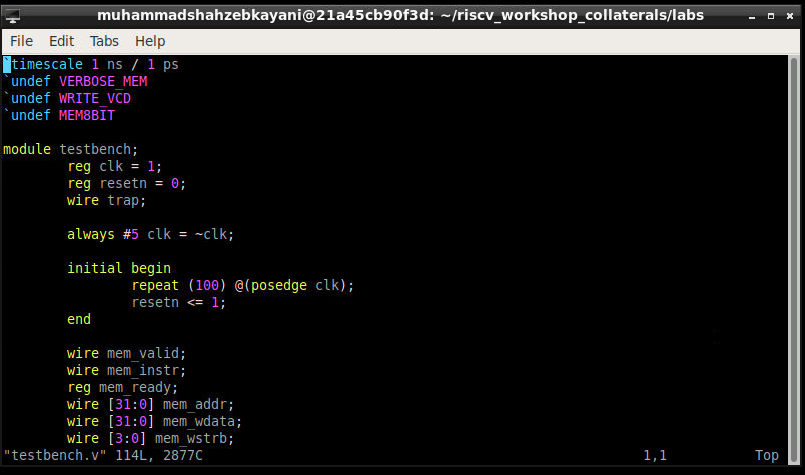 muhammadshahzebkayani@21a45cb90f3d: ~/riscv_workshop_collaterals/labs
File Edit Tabs Help
`timescale 1 ns / 1 ps
`undef VERBOSE_MEM
`undef WRITE_VCD
`undef MEM8BIT
module testbench;
reg clk = 1;
reg resetn = 0;
wire trap;
always #5 clk = ~clk;
initial begin
repeat (100) @(posedge clk);
resetn <= 1;
end
wire mem_valid;
wire mem_instr;
reg mem_ready;
wire [31:0] mem_addr;
wire [31:0] mem_wdata;
wire [3:0] mem_wstrb;
"testbench.v" 114L, 2877C 1,1 Top